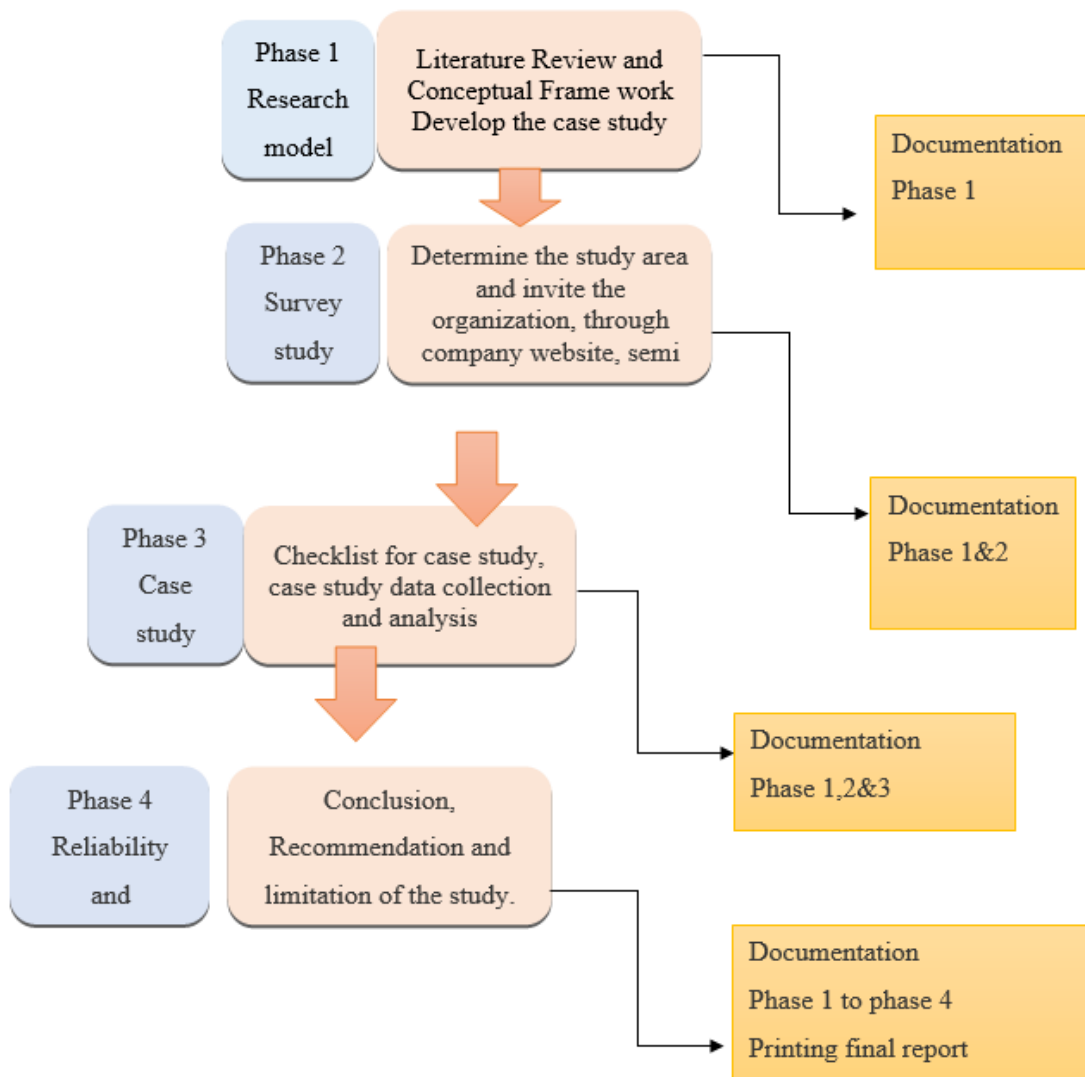 Phase 1
Research
model
Literature Review and
Conceptual Frame work
Develop the case study
Documentation
Phase 1
Phase 2
Survey
study
Determine the study area
and invite the
organization, through
company website, semi
Documentation
Phase 1&2
Phase 3
Case
study
Checklist for case study,
case study data collection
and analysis
Documentation
Phase 1,2&3
Phase 4
Reliability
and
Conclusion,
Recommendation and
limitation of the study.
Documentation
Phase 1 to phase 4
Printing final report